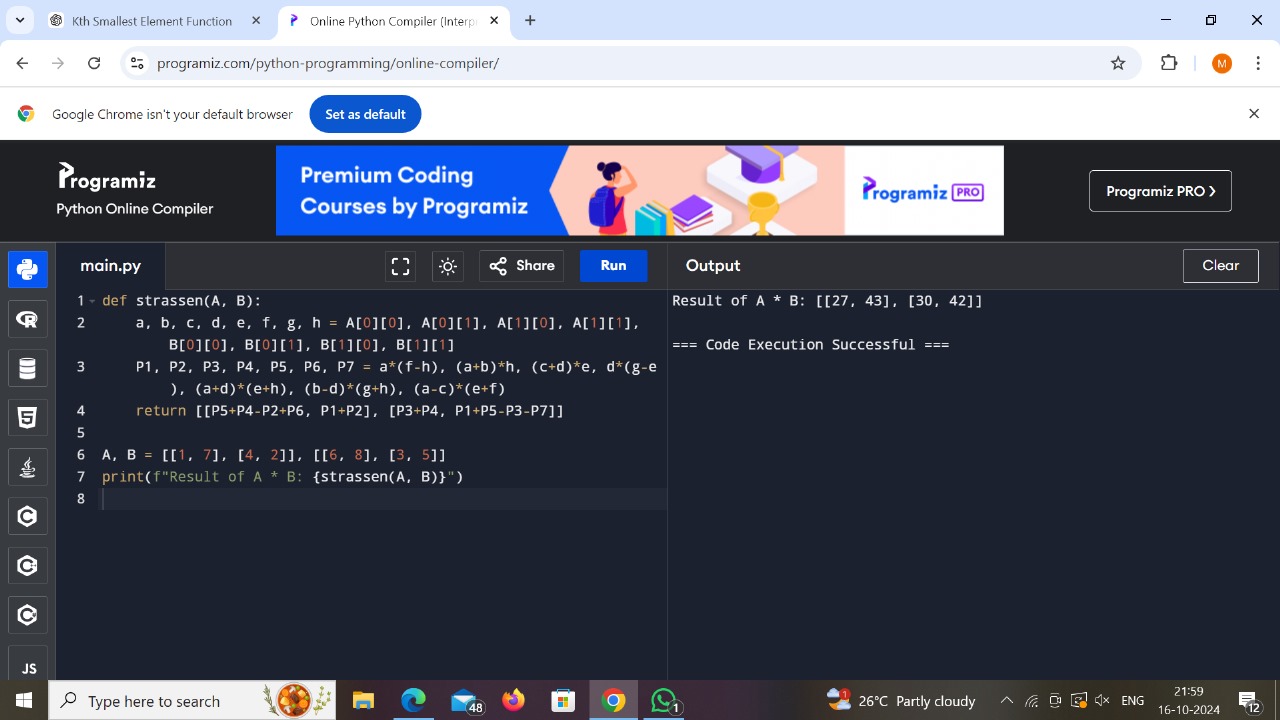 Kth Smallest Element Function
Online Python Compiler (Interp
programiz.com/python-programming/online-compiler/
M
Google Chrome isn't your default browser
Set as default
Programiz
Python Online Compiler
Premium Coding
Courses by Programiz
Programiz PRO
Programiz PRO
main.py
Share
Run
Output
Clear
1 def strassen(A, B):
2 a, b, c, d, e, f, g, h = A[0][0], A[0][1], A[1][0], A[1][1],
B[0][0], B[0][1], B[1][0], B[1][1]
3 P1, P2, P3, P4, P5, P6, P7 = a*(f-h), (a+b)*h, (c+d)*e, d*(g-e
), (a+d)*(e+h), (b-d)*(g+h), (a-c)*(e+f)
4 return [[P5+P4-P2+P6, P1+P2], [P3+P4, P1+P5-P3-P7]]
5
6 A, B = [[1, 7], [4, 2]], [[6, 8], [3, 5]]
7 print(f"Result of A * B: {strassen(A, B)}")
8
Result of A * B: [[27, 43], [30, 42]]
=== Code Execution Successful ===
R
5
C
C
C
JS
Type here to search
48
1
1
26°C Partly cloudy
ENG
21:59
16-10-2024
12